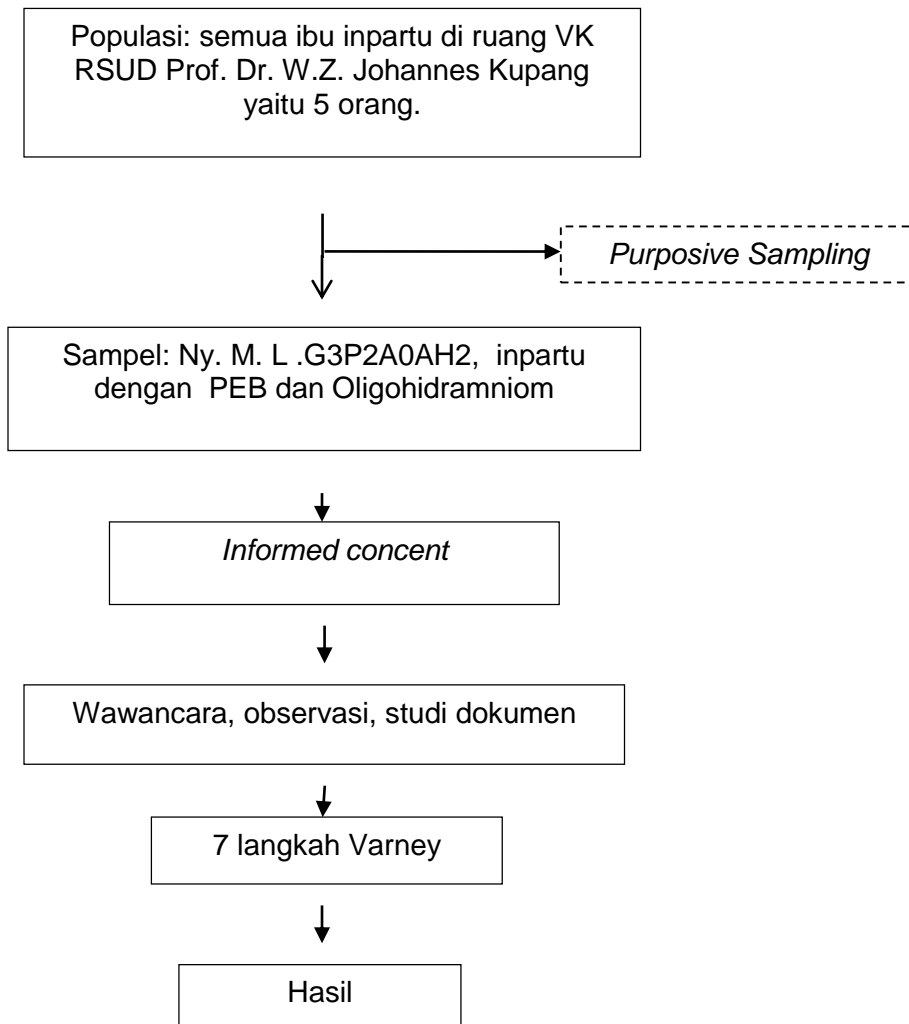 Populasi: semua ibu inpartu di ruang VK
RSUD Prof. Dr. W.Z. Johannes Kupang
yaitu 5 orang.
Purposive Sampling
Sampel: Ny. M. L .G3P2A0AH2, inpartu
dengan PEB dan Oligohidramniom
Informed concent
Wawancara, observasi, studi dokumen
7 langkah Varney
Hasil